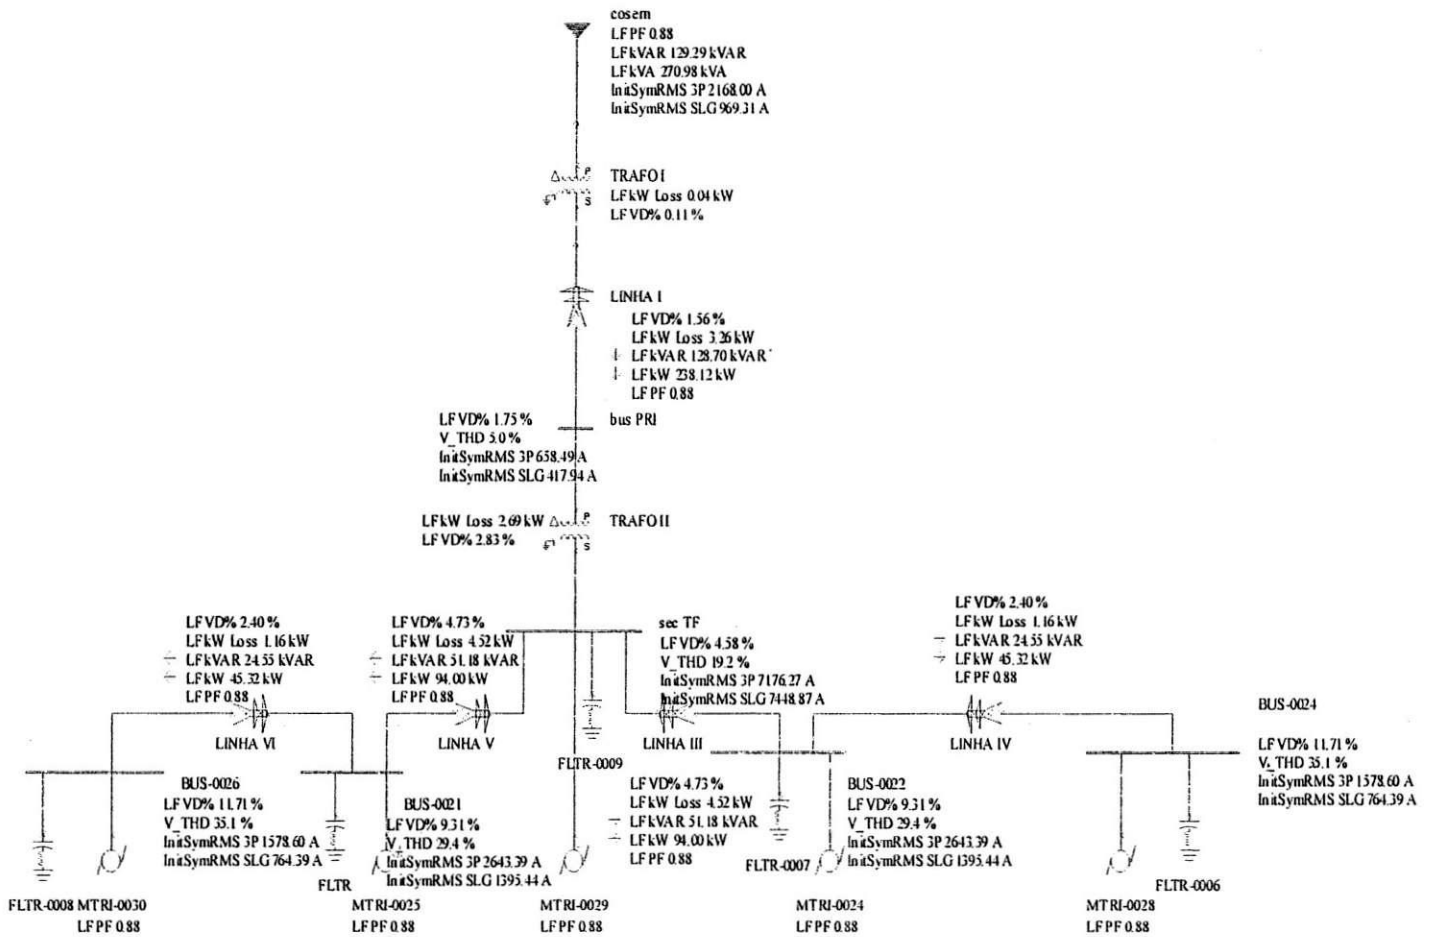 cosern
LF PF 0.88
LF kVAR 129.29 kVAR
LF kVA 270.98 kVA
InitSymRMS 3P 2168.00 A
InitSymRMS SLG 969.31 A
P
TRAFO I
S
LF kW Loss 0.04 kW
LF VD% 0.11 %
LINHA I
LF VD% 1.56 %
LF kW Loss 3.26 kW
LF kVAR 128.70 kVAR
LF kW 238.12 kW
LF PF 0.88
LF VD% 1.75 %
V_THD 5.0 %
InitSymRMS 3P 658.49 A
InitSymRMS SLG 417.94 A
bus PRI
LF kW Loss 2.69 kW
LF VD% 2.83 %
P
TRAFO II
S
LF VD% 2.40 %
LF kW Loss 1.16 kW
LF kVAR 24.55 kVAR
LF kW 45.32 kW
LF PF 0.88
LINHA VI
LF VD% 4.73 %
LF kW Loss 4.52 kW
LF kVAR 51.18 kVAR
LF kW 94.00 kW
LF PF 0.88
LINHA V
sec TF
LF VD% 4.58 %
V_THD 19.2 %
InitSymRMS 3P 7176.27 A
InitSymRMS SLG 7448.87 A
LINHA III
LF VD% 2.40 %
LF kW Loss 1.16 kW
LF kVAR 24.55 kVAR
LF kW 45.32 kW
LF PF 0.88
LINHA IV
BUS-0024
LF VD% 11.71 %
V_THD 35.1 %
InitSymRMS 3P 1578.60 A
InitSymRMS SLG 764.39 A
BUS-0026
LF VD% 11.71 %
V_THD 35.1 %
InitSymRMS 3P 1578.60 A
InitSymRMS SLG 764.39 A
BUS-0021
LF VD% 9.31 %
V_THD 29.4 %
InitSymRMS 3P 2643.39 A
InitSymRMS SLG 1395.44 A
FLTR-0009
LF VD% 4.73 %
LF kW Loss 4.52 kW
LF kVAR 51.18 kVAR
LF kW 94.00 kW
LF PF 0.88
BUS-0022
LF VD% 9.31 %
V_THD 29.4 %
InitSymRMS 3P 2643.39 A
InitSymRMS SLG 1395.44 A
FLTR-0007
FLTR
FLTR-0006
FLTR-0008
MTRI-0030
LF PF 0.88
MTRI-0025
LF PF 0.88
MTRI-0029
LF PF 0.88
MTRI-0024
LF PF 0.88
MTRI-0028
LF PF 0.88